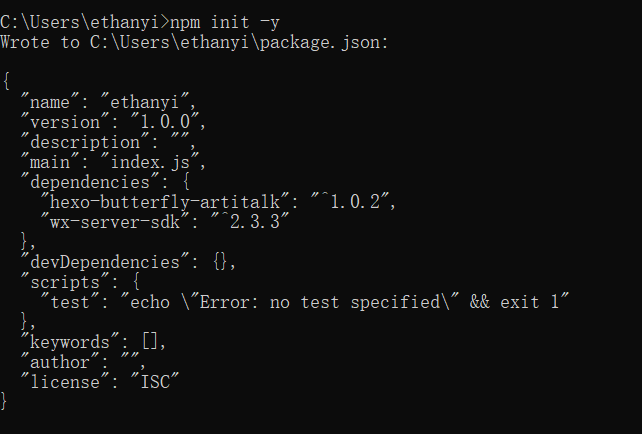 C:\Users\ethanyi>npm init -y
Wrote to C:\Users\ethanyi\package.json:
{
"name": "ethanyi",
"version": "1.0.0",
"description": "",
"main": "index.js",
"dependencies": {
"hexo-butterfly-artitalk": "^1.0.2",
"wx-server-sdk": "^2.3.3"
},
"devDependencies": {},
"scripts": {
"test": "echo \"Error: no test specified\" && exit 1"
},
"keywords": [],
"author": "",
"license": "ISC"
}